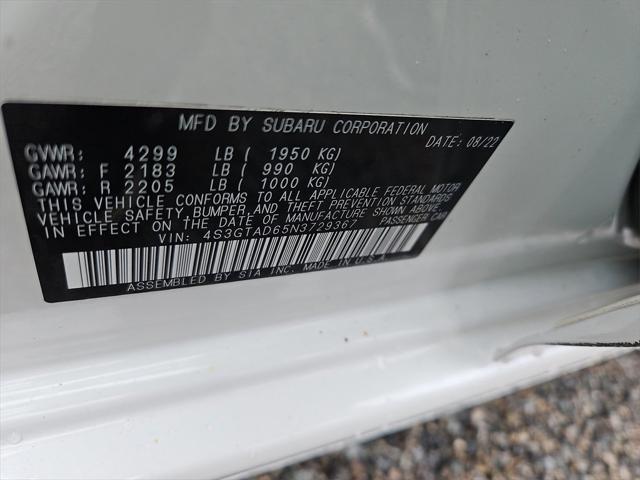 MFD BY SUBARU CORPORATION
DATE: 08/22
GVWR: 4299 LB ( 1950 KG)
GAWR: F 2183 LB ( 990 KG)
GAWR: R 2205 LB ( 1000 KG)
THIS VEHICLE CONFORMS TO ALL APPLICABLE FEDERAL MOTOR
VEHICLE SAFETY, BUMPER, AND THEFT PREVENTION STANDARDS
IN EFFECT ON THE DATE OF MANUFACTURE SHOWN ABOVE.
VIN: 4S3GTAD65N3729367 PASSENGER CAR
ASSEMBLED BY SIA INC. MADE IN U.S.A.